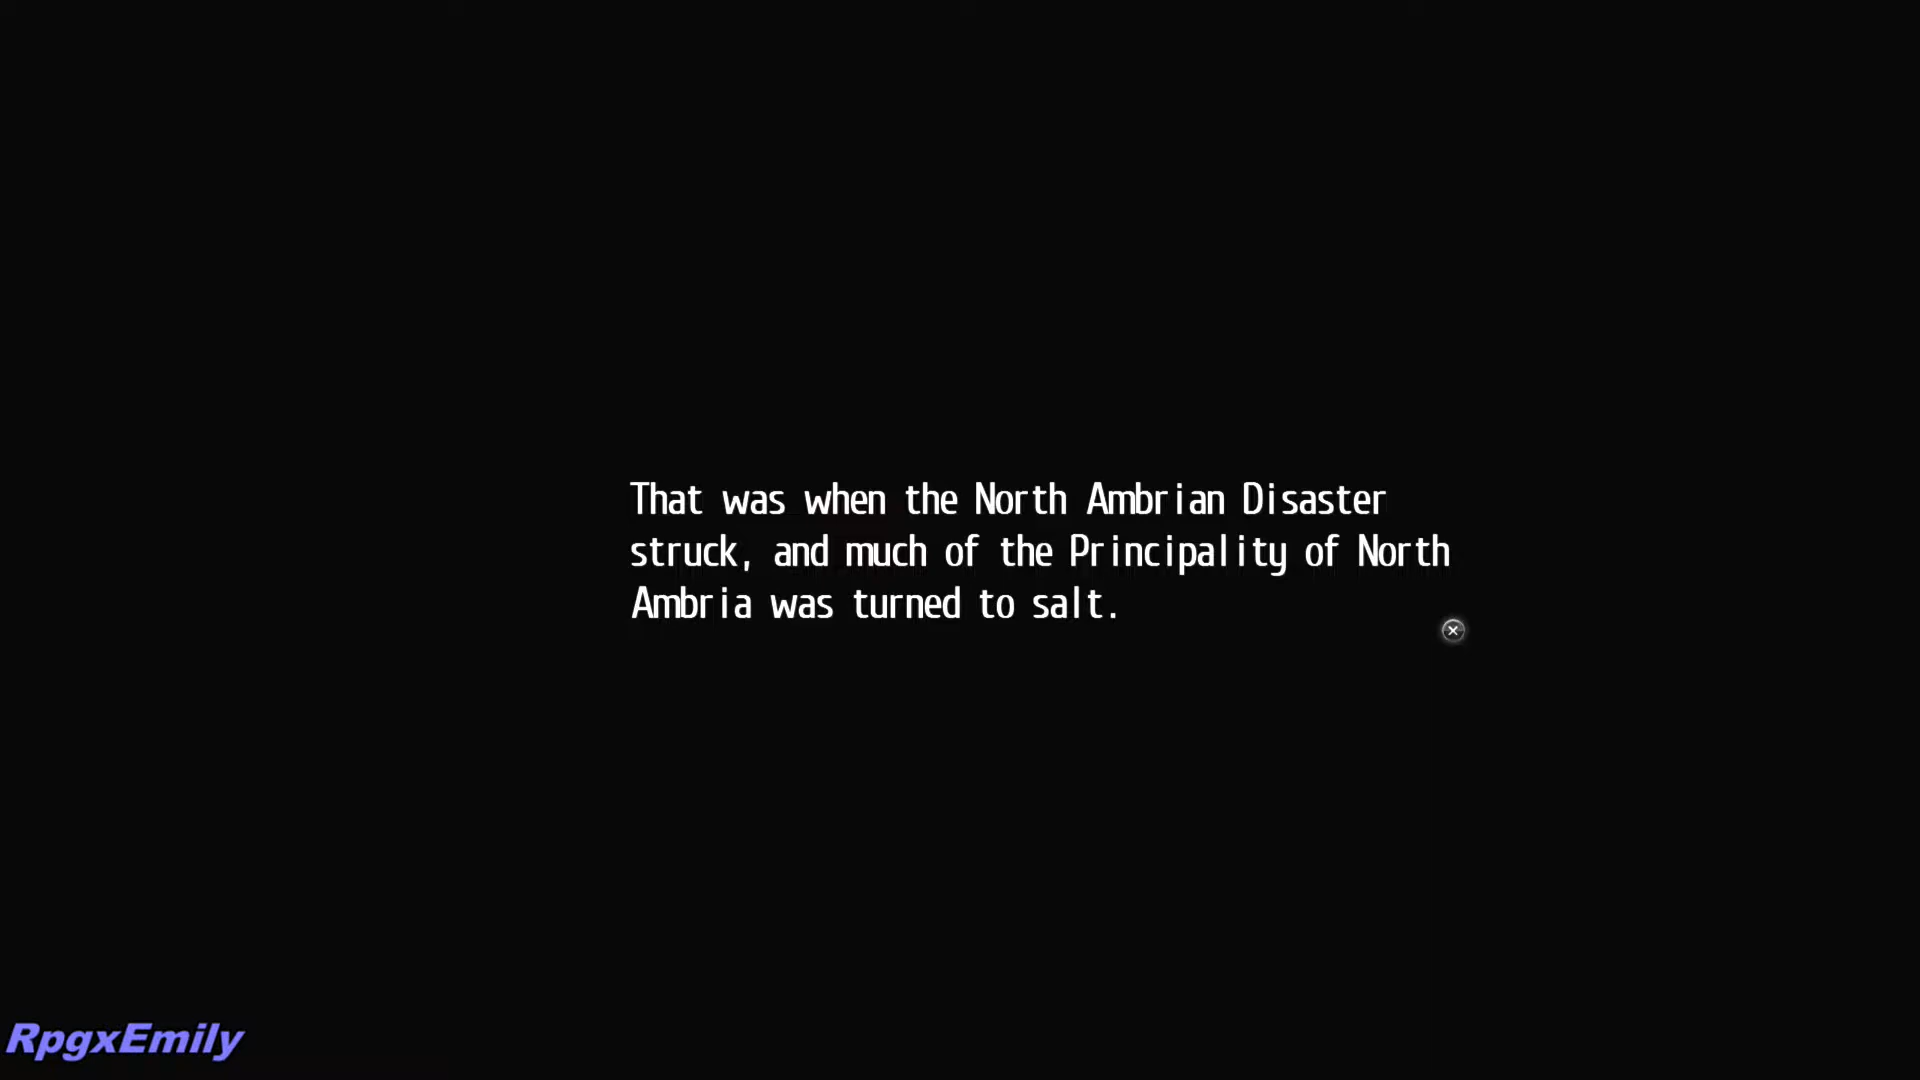 That was when the North Ambrian Disaster
struck, and much of the Principality of North
Ambria was turned to salt.
RpgxEmily